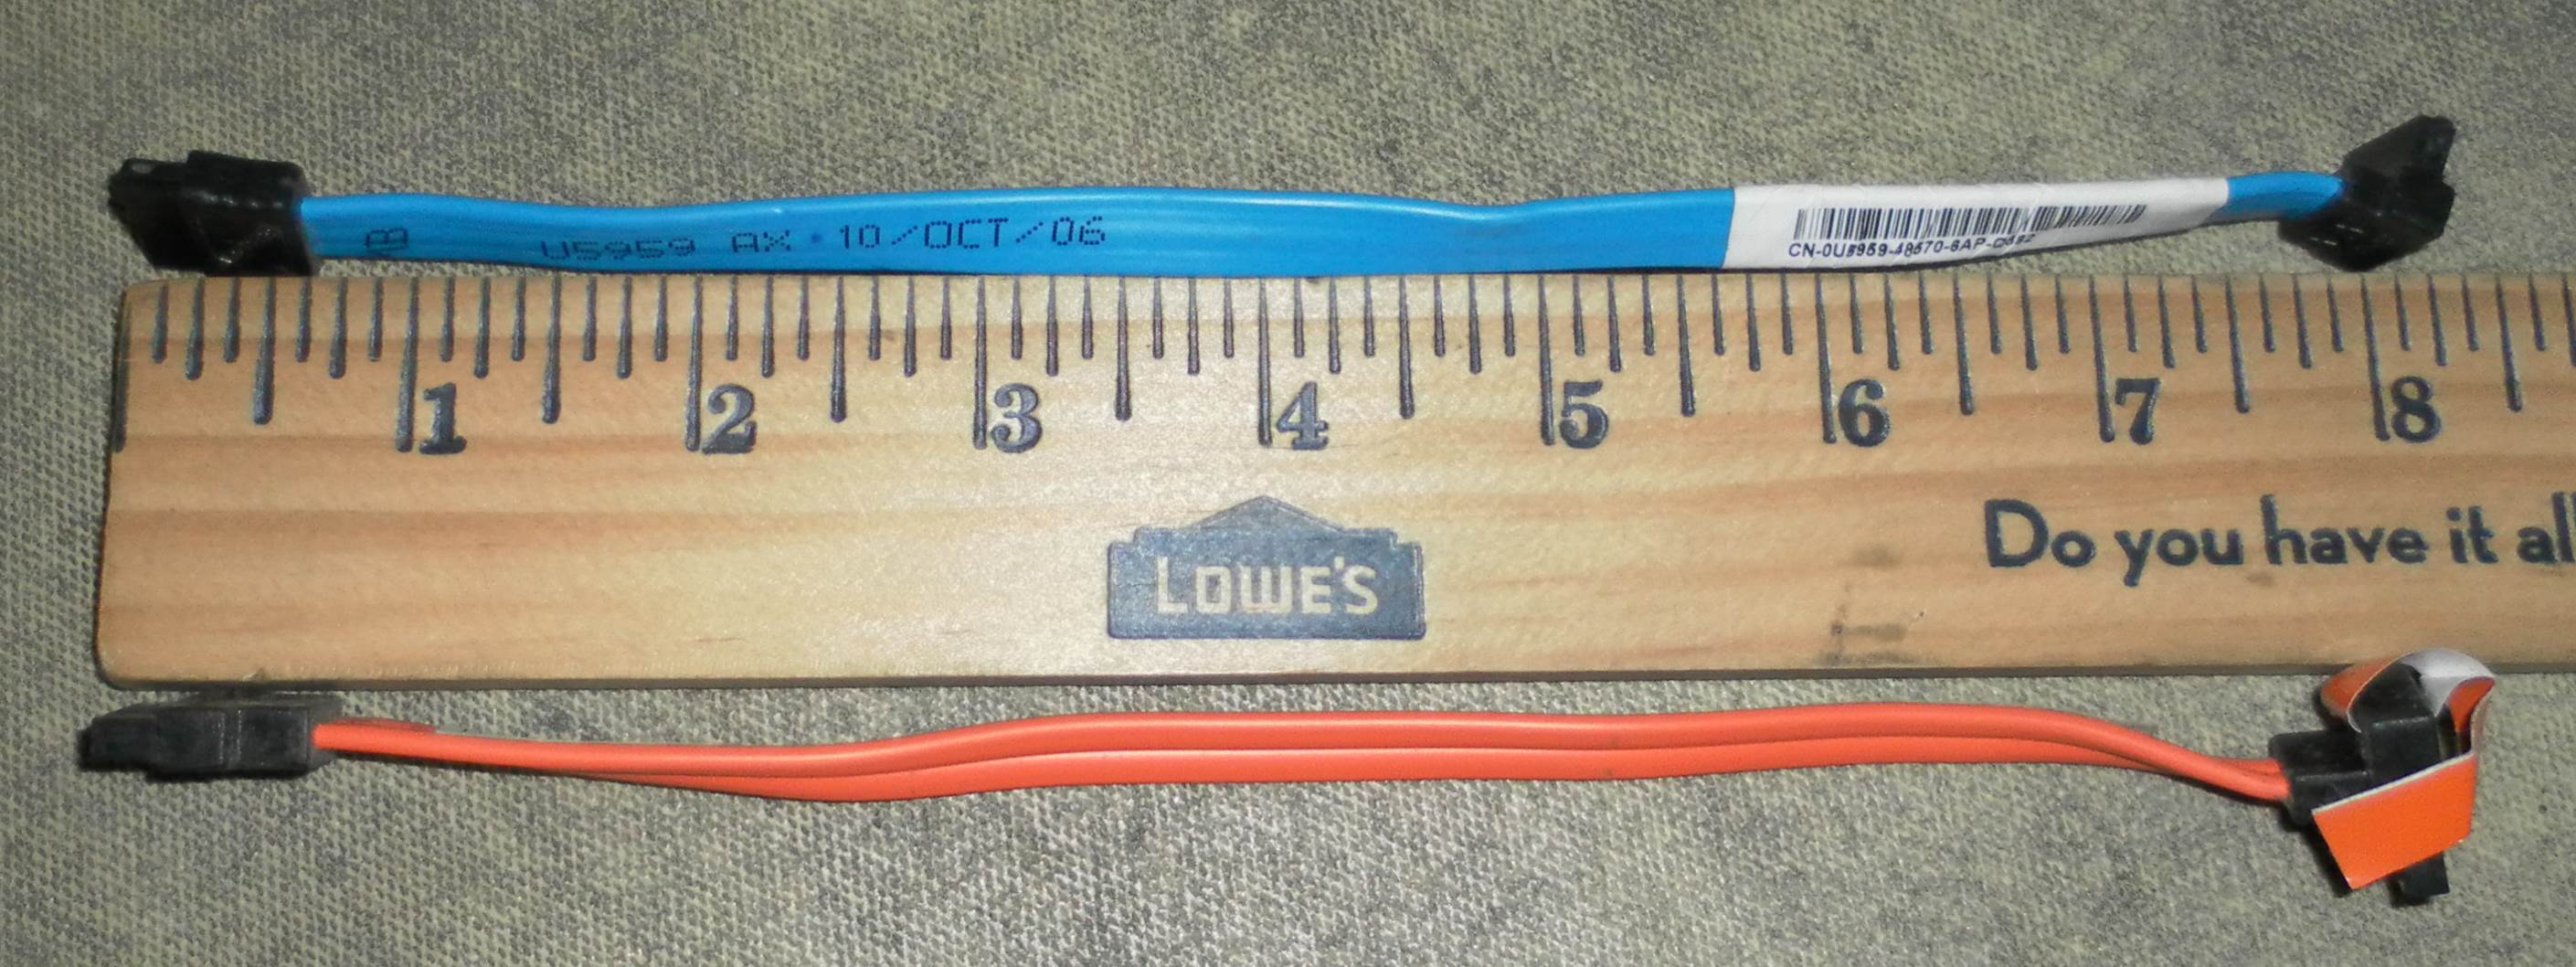 U5959 AX 10/OCT/06
1 2 3 4 5 6 7 8
LOWE'S
Do you have it al